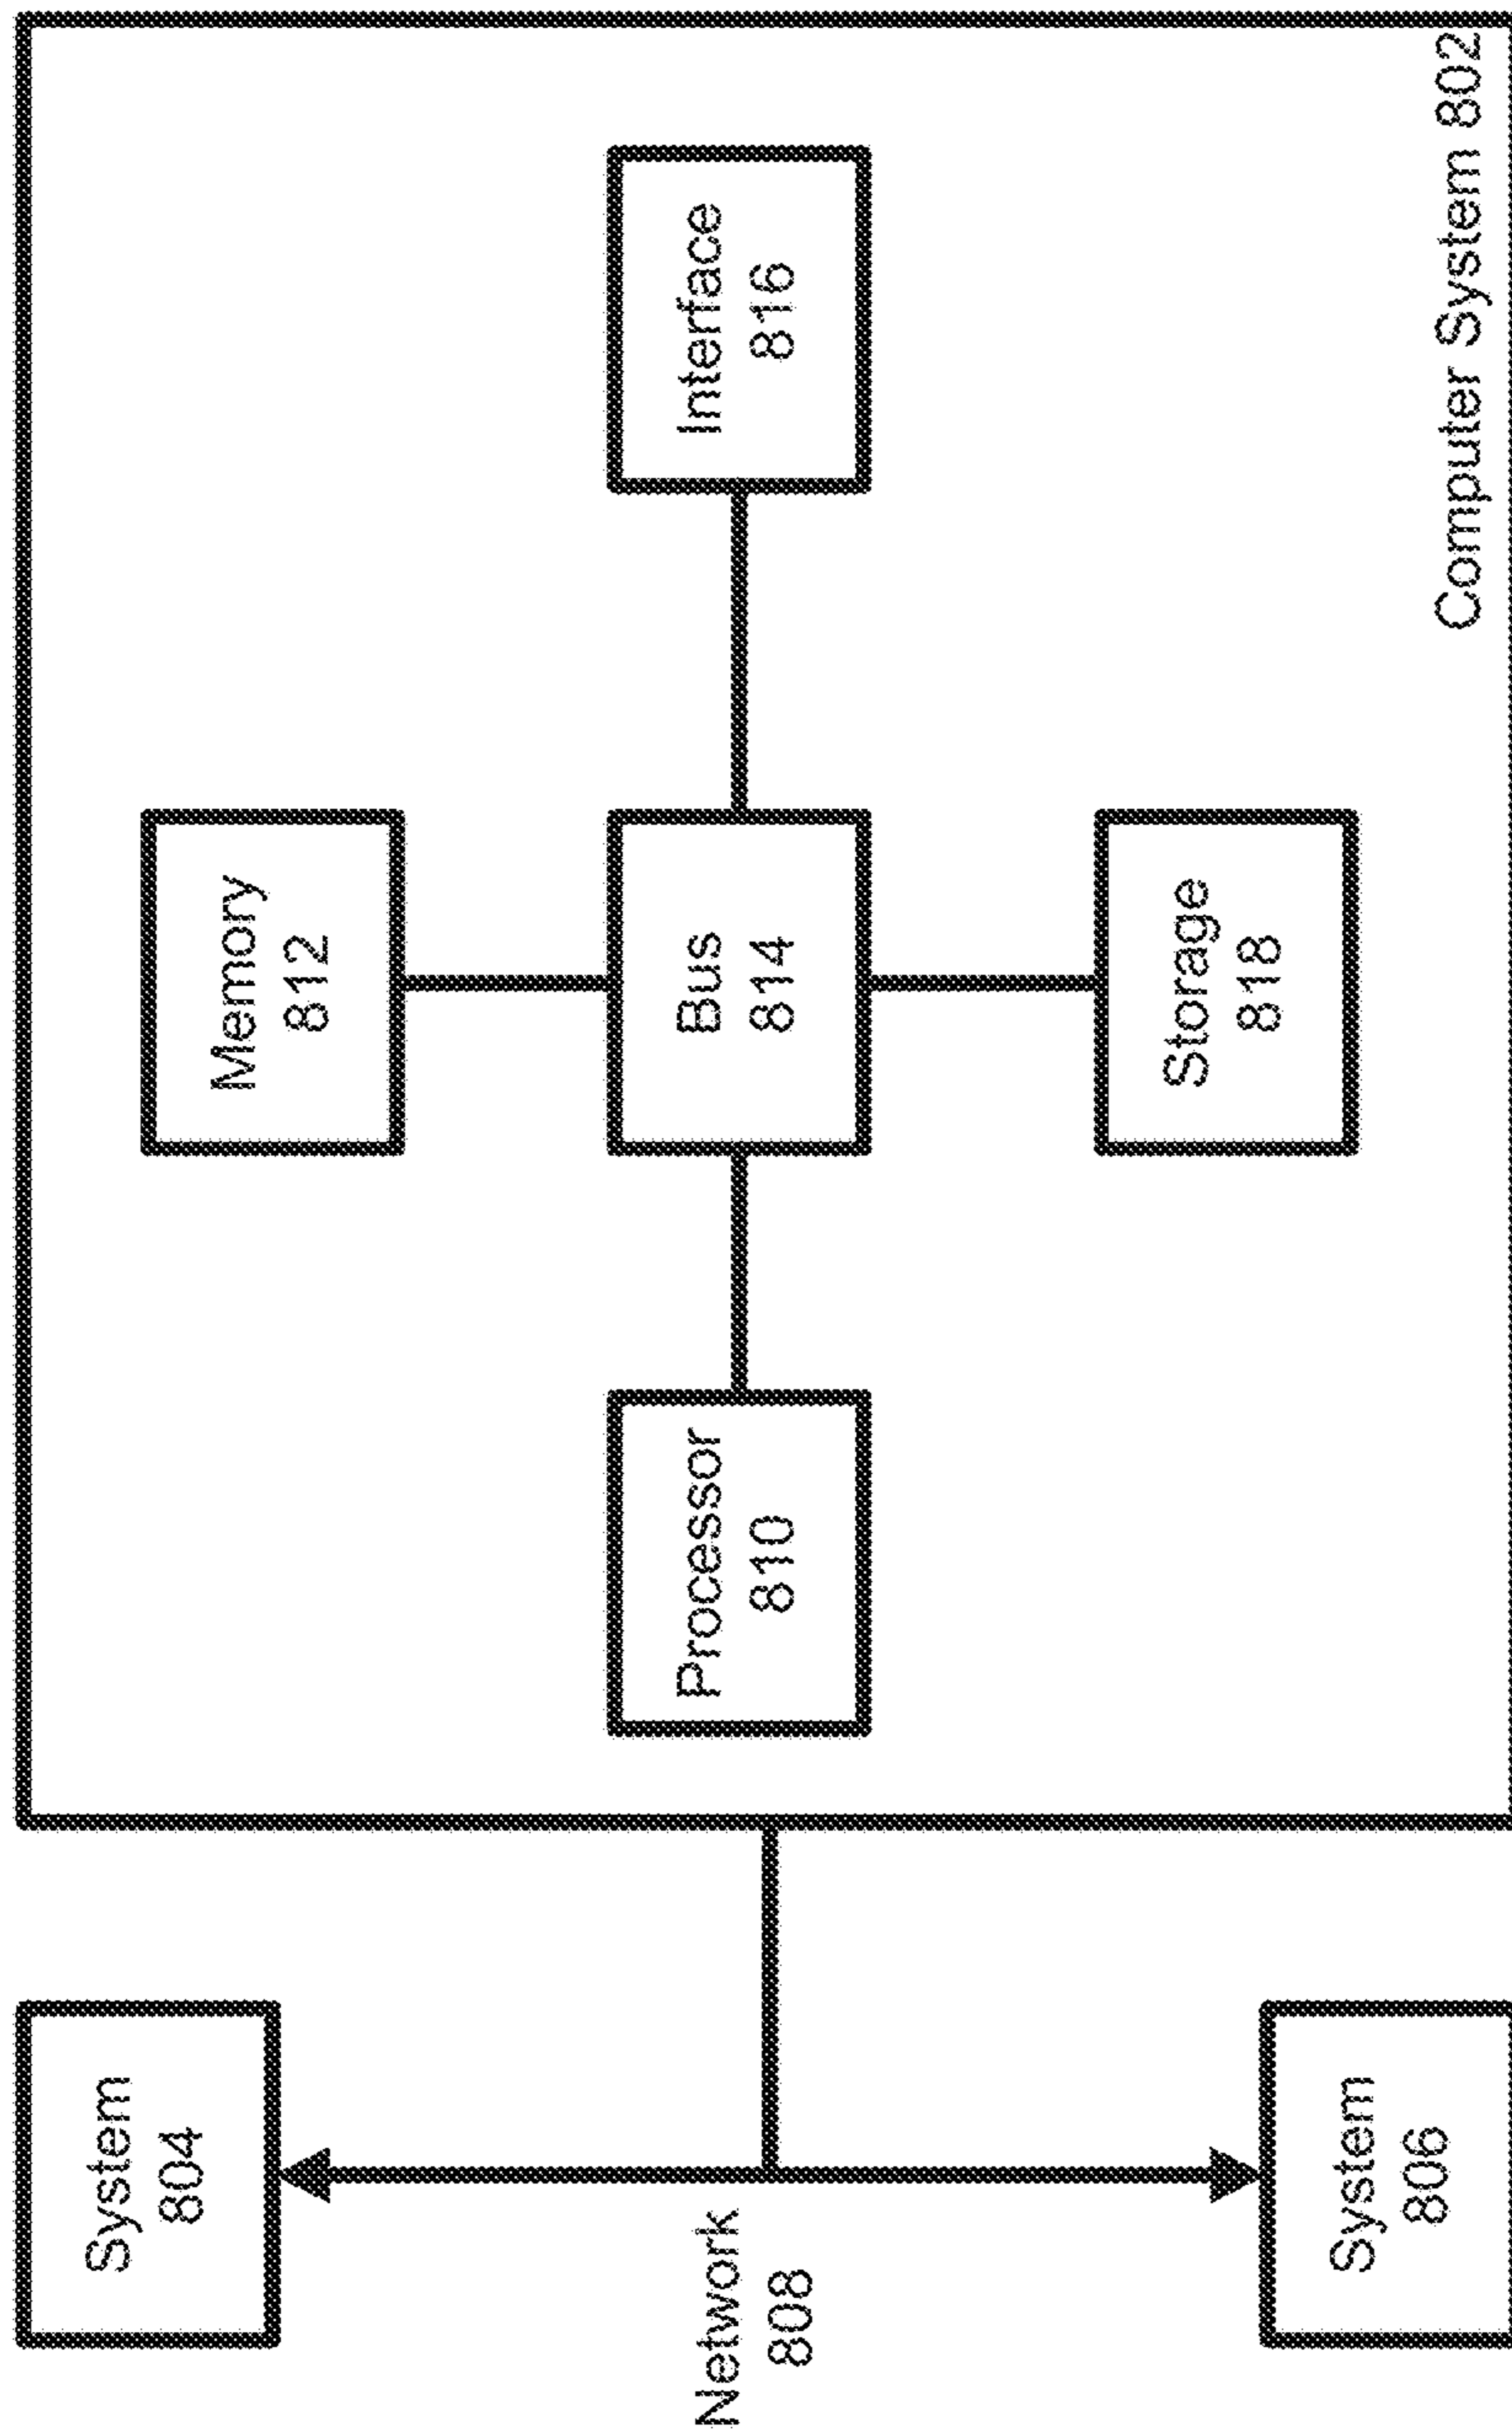 System
804
Network
808
System
806
Memory
812
Processor
810
Bus
814
Interface
816
Storage
818
Computer System 802